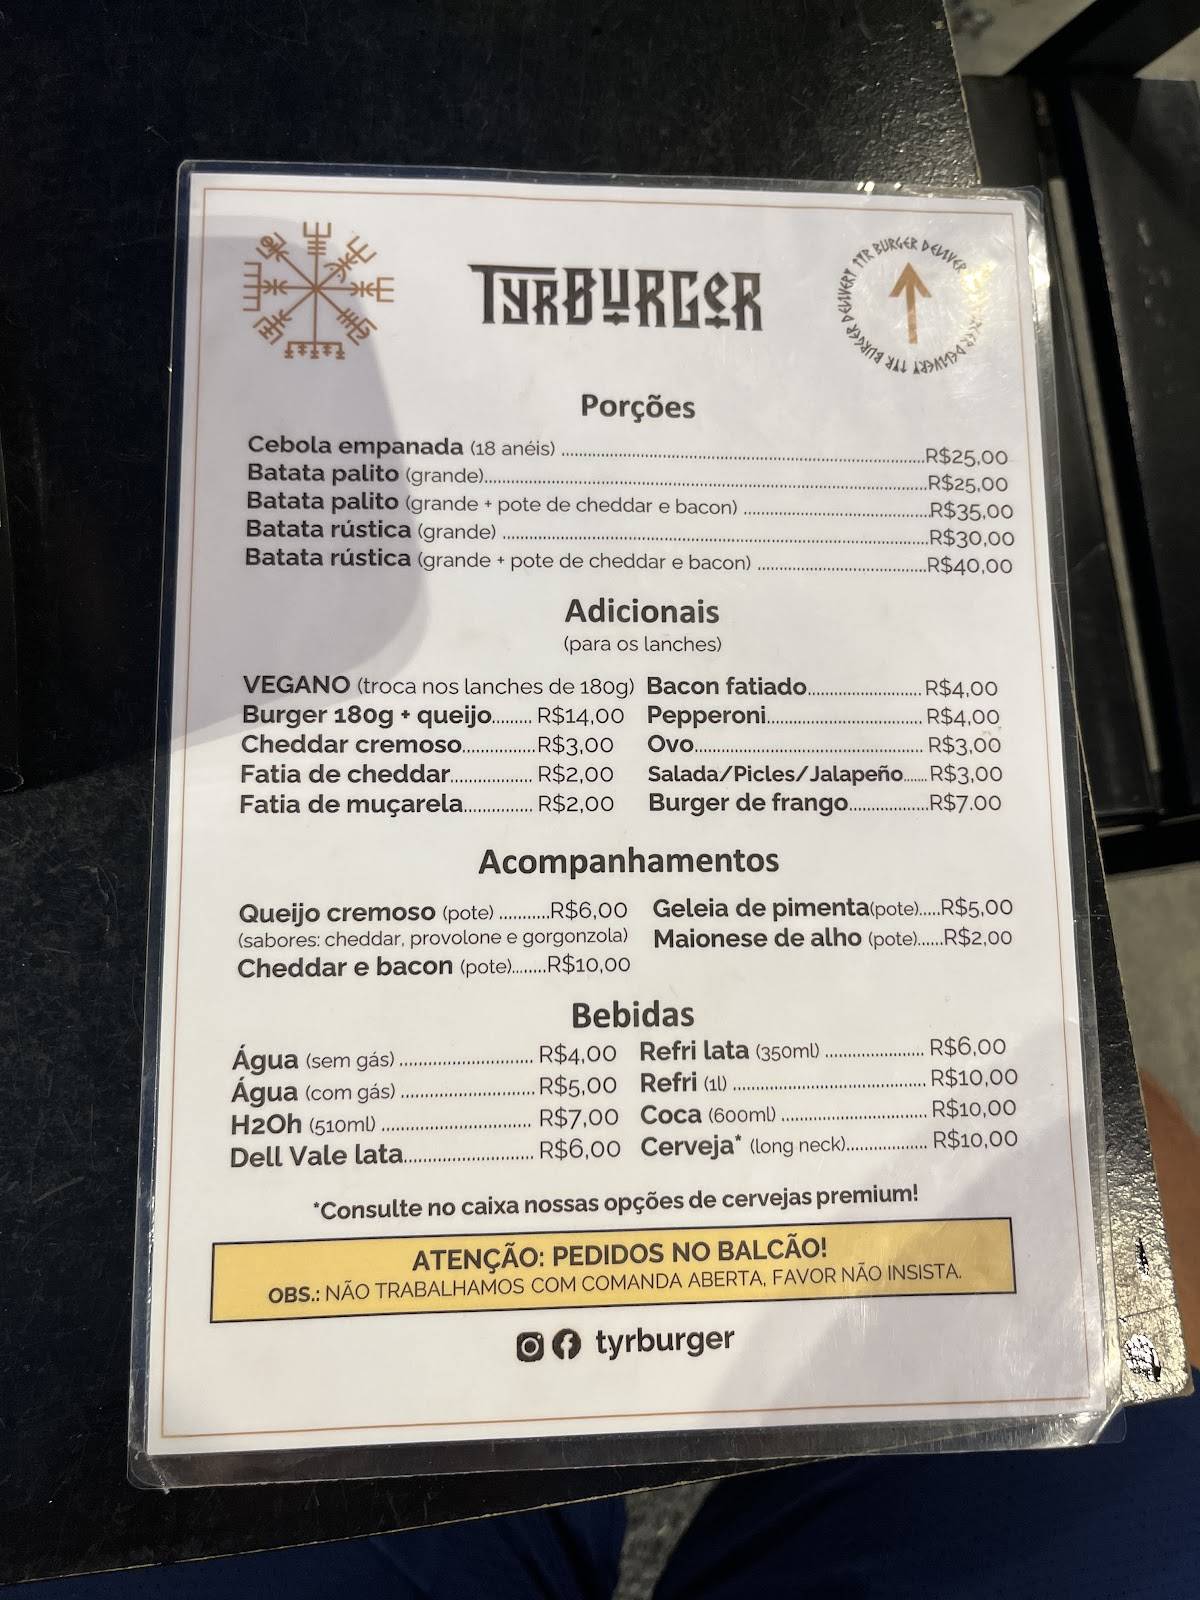 TYRBURGER
TYR BURGER DELIVERY TYR BURGER DELIVERY
Porções
Cebola empanada (18 anéis) R$25,00
Batata palito (grande) R$25,00
Batata palito (grande + pote de cheddar e bacon) R$35,00
Batata rústica (grande) R$30,00
Batata rústica (grande + pote de cheddar e bacon) R$40,00
Adicionais
(para os lanches)
VEGANO (troca nos lanches de 180g)
Burger 180g + queijo........ R$14,00
Cheddar cremoso...............R$3,00
Fatia de cheddar................. R$2,00
Fatia de muçarela.............. R$2,00
Bacon fatiado......................... R$4,00
Pepperoni................................. R$4,00
Ovo................................................ R$3,00
Salada/Picles/Jalapeño......R$3,00
Burger de frango.................R$7.00
Acompanhamentos
Queijo cremoso (pote) ..........R$6,00
(sabores: cheddar, provolone e gorgonzola)
Cheddar e bacon (pote).......R$10,00
Geleia de pimenta(pote).....R$5,00
Maionese de alho (pote)......R$2,00
Bebidas
Água (sem gás) ........................... R$4,00
Água (com gás) ........................... R$5,00
H2Oh (510ml) .............................. R$7,00
Dell Vale lata.......................... R$6,00
Refri lata (350ml) .................... R$6,00
Refri (1l) ....................................... R$10,00
Coca (600ml) ............................. R$10,00
Cerveja* (long neck)................ R$10,00
*Consulte no caixa nossas opções de cervejas premium!
ATENÇÃO: PEDIDOS NO BALCÃO!
OBS.: NÃO TRABALHAMOS COM COMANDA ABERTA, FAVOR NÃO INSISTA.
tyrburger